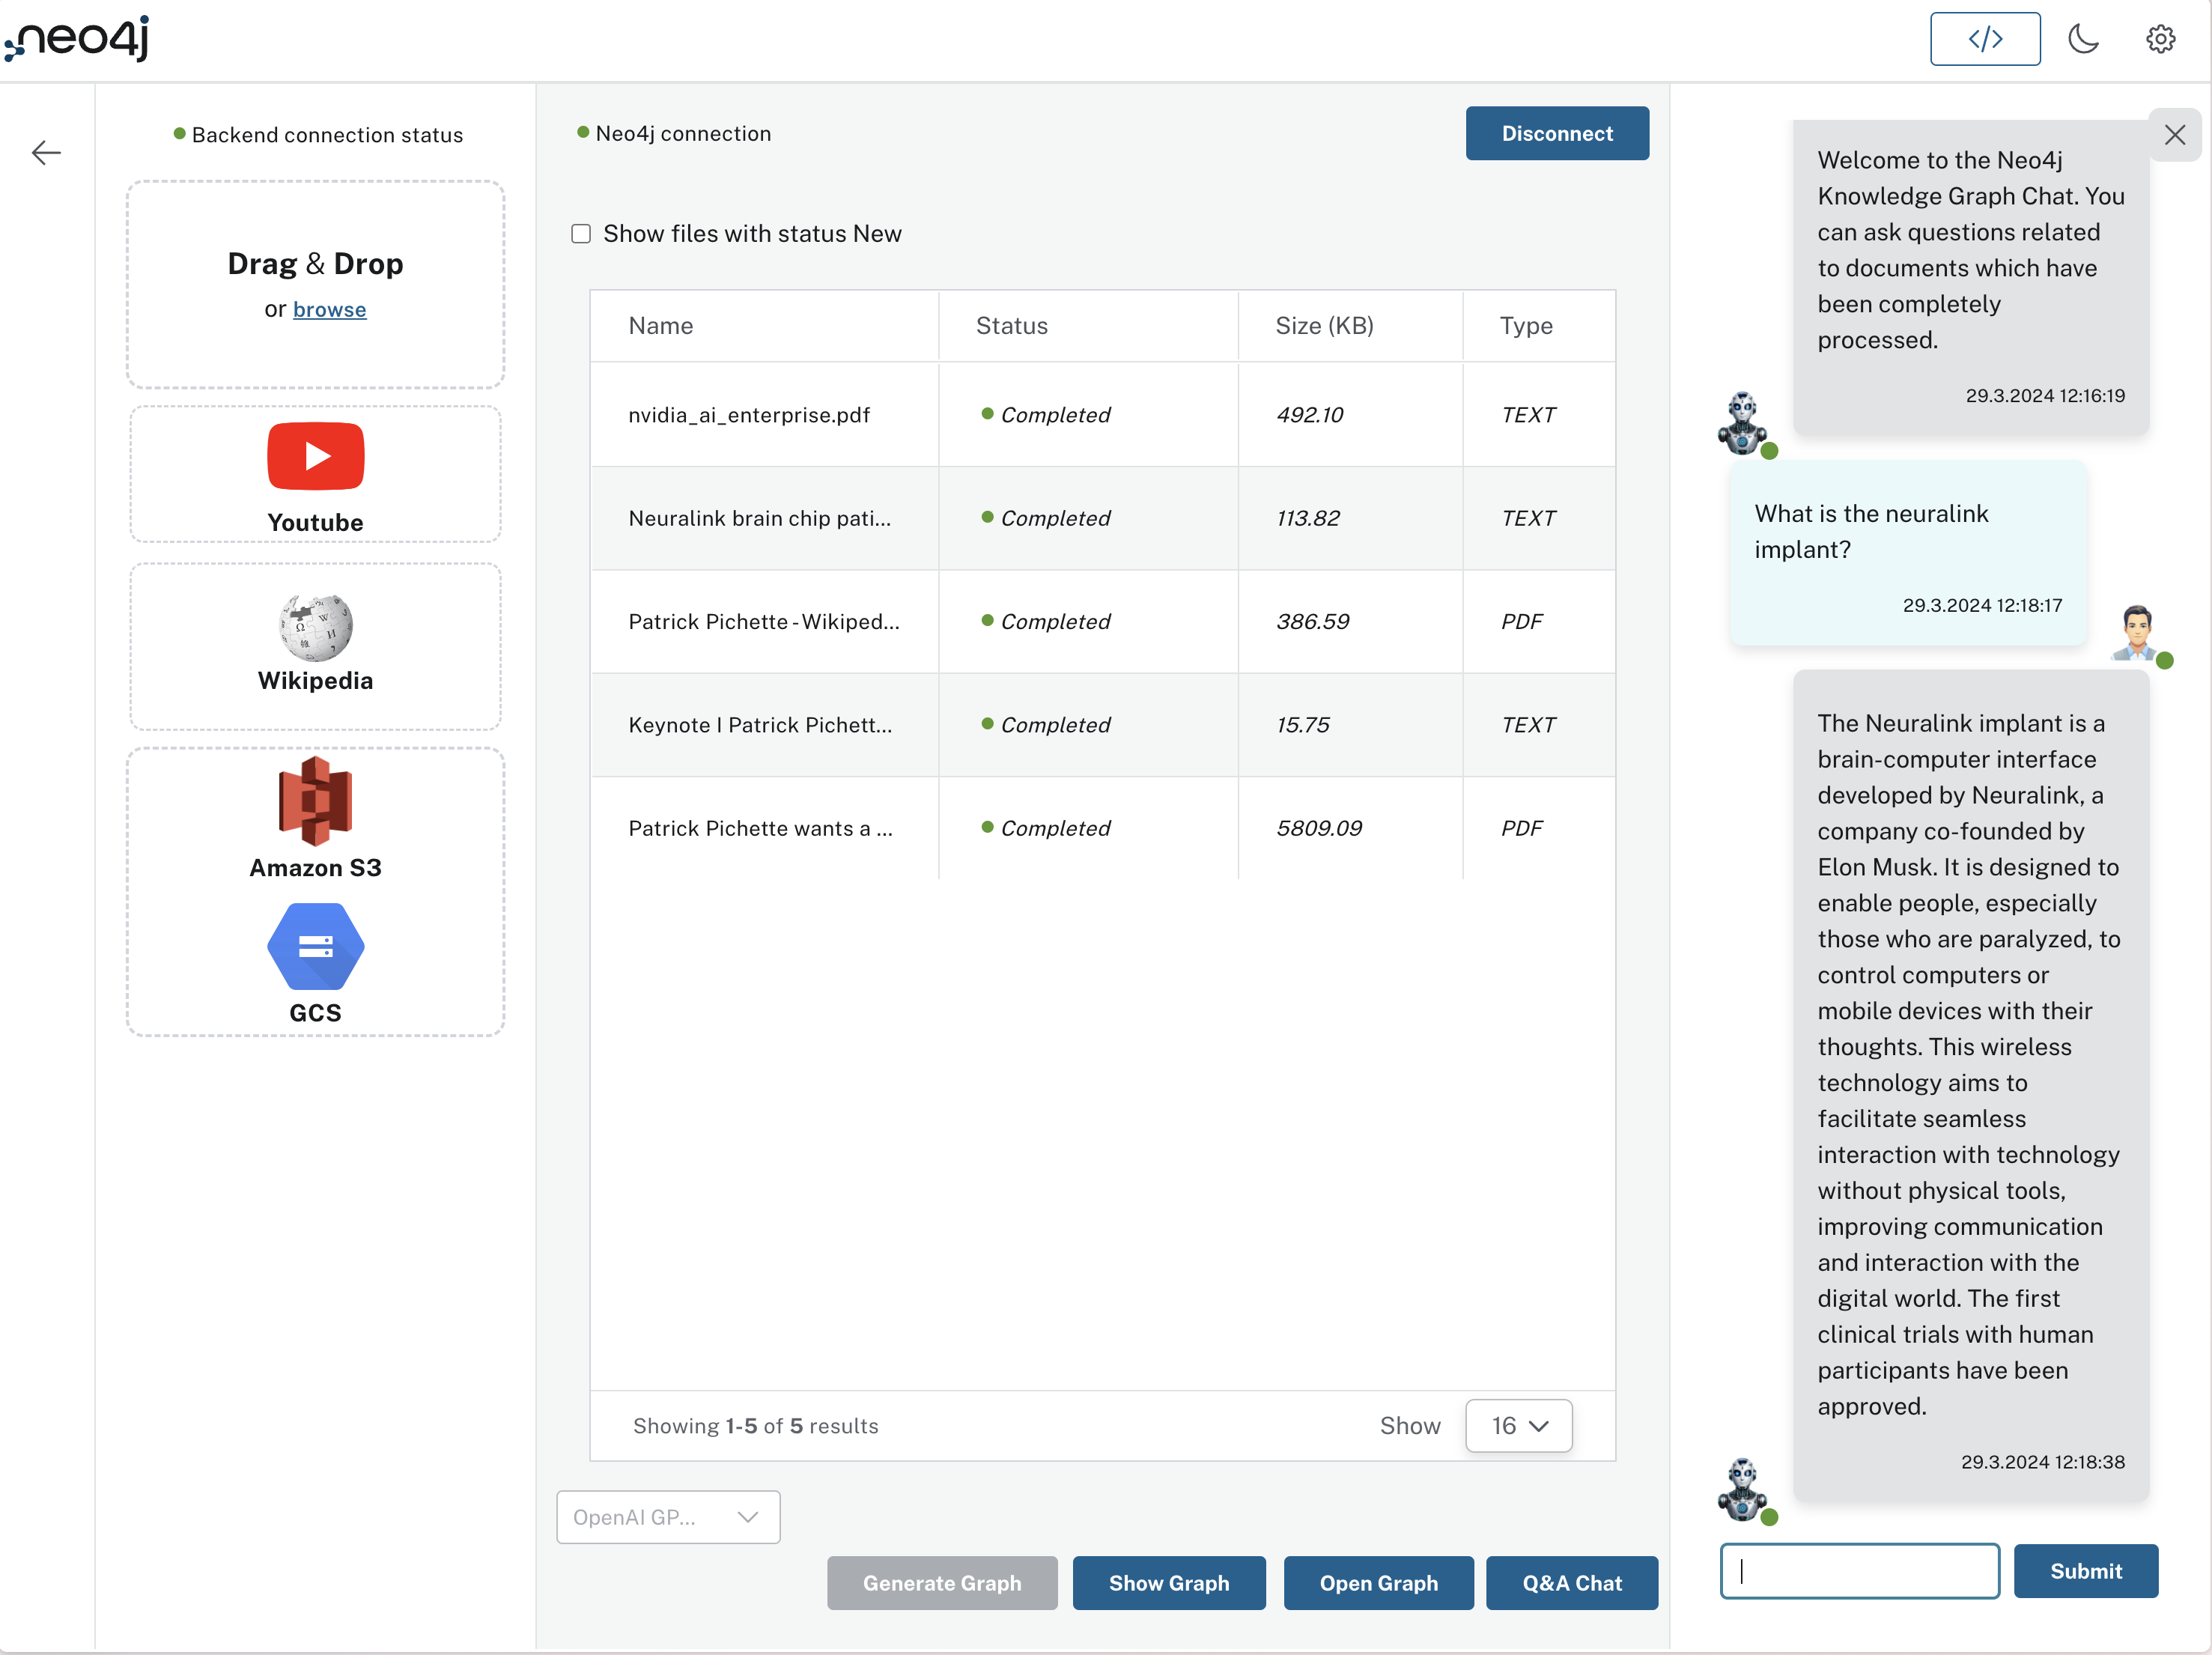 neo4j
</>
Backend connection status
Drag & Drop
or browse
Youtube
Wikipedia
Amazon S3
GCS
Neo4j connection
Disconnect
Show files with status New
Name Status Size (KB) Type
nvidia_ai_enterprise.pdf Completed 492.10 TEXT
Neuralink brain chip pati... Completed 113.82 TEXT
Patrick Pichette - Wikiped... Completed 386.59 PDF
Keynote I Patrick Pichett... Completed 15.75 TEXT
Patrick Pichette wants a ... Completed 5809.09 PDF
Showing 1-5 of 5 results
Show 16
OpenAI GP...
Generate Graph
Show Graph
Open Graph
Q&A Chat
Welcome to the Neo4j
Knowledge Graph Chat. You
can ask questions related
to documents which have
been completely
processed.
29.3.2024 12:16:19
What is the neuralink
implant?
29.3.2024 12:18:17
The Neuralink implant is a
brain-computer interface
developed by Neuralink, a
company co-founded by
Elon Musk. It is designed to
enable people, especially
those who are paralyzed, to
control computers or
mobile devices with their
thoughts. This wireless
technology aims to
facilitate seamless
interaction with technology
without physical tools,
improving communication
and interaction with the
digital world. The first
clinical trials with human
participants have been
approved.
29.3.2024 12:18:38
Submit